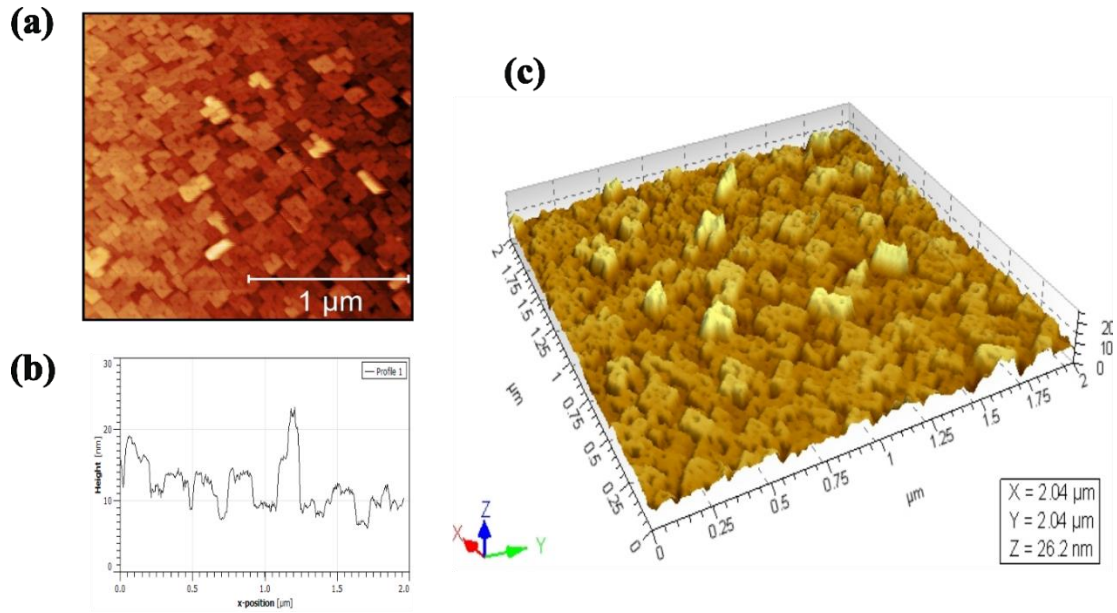 (a)
1 µm
(b)
Profile 1
30
20
10
0
Height [nm]
0.0 0.5 1.0 1.5 2.0
x-position [µm]
(c)
2
1.75
1.5
1.25
1
0.75
0.5
0.25
0
µm
0
0.25
0.5
0.75
1
1.25
1.5
1.75
2
µm
20
10
0
X = 2.04 µm
Y = 2.04 µm
Z = 26.2 nm
Z
X
Y